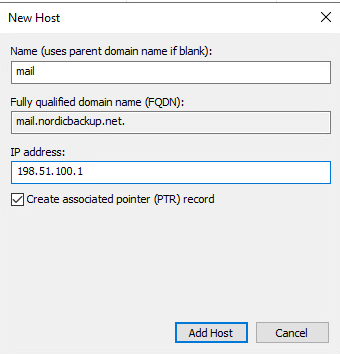 New Host
Name (uses parent domain name if blank):
mail
Fully qualified domain name (FQDN):
mail.nordicbackup.net.
IP address:
198.51.100.1
Create associated pointer (PTR) record
Add Host
Cancel